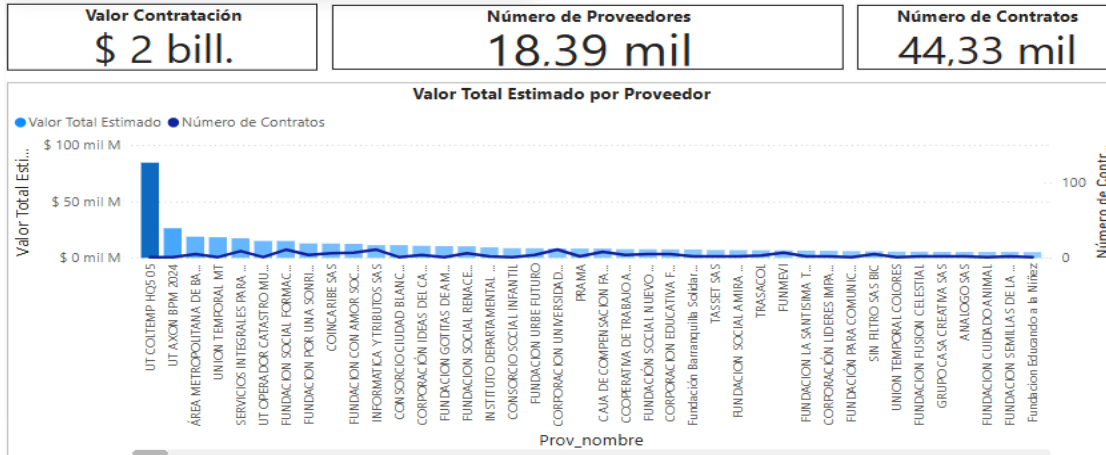 Valor Contratación
$ 2 bill.
Número de Proveedores
18,39 mil
Número de Contratos
44,33 mil
Valor Total Estimado por Proveedor
Valor Total Estimado
Número de Contratos
Valor Total Esti...
$ 100 mil M
$ 50 mil M
$ 0 mil M
100
0
Número de Contr...
UT COLTEMP HQ5 05
UT AXON BPM 2024
ÁREA METROPOLITANA DE BA...
UNION TEMPORAL MT
SERVICIOS INTEGRALES PARA ...
UT OPERADOR CATASTRO MU...
FUNDACION SOCIAL FORMAC...
FUNDACION POR UNA SONRI...
COINCARIBE SAS
FUNDACION CON AMOR SOC...
INFORMATICA Y TRIBUTOS SAS
CONSORCIO CIUDAD BLANC...
CORPORACIÓN IDEAS DEL CA...
FUNDACION GOTITAS DE AM...
FUNDACION SOCIAL RENACE...
INSTITUTO DEPARTAMENTAL ...
CONSORCIO SOCIAL INFANTIL
FUNDACION URBE FUTURO
CORPORACION UNIVERSIDAD...
PRAMA
CAJA DE COMPENSACION FA...
COOPERATIVA DE TRABAJO A...
FUNDACIÓN SOCIAL NUEVO ...
CORPORACION EDUCATIVA F...
Fundación Barranquilla Solidar...
TASET SAS
FUNDACION SOCIAL AMIRA ...
TRASACOL
FUNMEVI
FUNDACION LA SANTISIMA T...
CORPORACIÓN LIDERES IMPA...
FUNDACIÓN PARA COMUNIC...
SIN FILTRO SAS BIC
UNION TEMPORAL COLORES
FUNDACION FUSION CELESTIAL
GRUPO CASA CREATIVA SAS
ANALOGO SAS
FUNDACION CUIDADO ANIMAL
FUNDACION SEMILLAS DE LA ...
Fundacion Educando a la Niñez
Prov_nombre